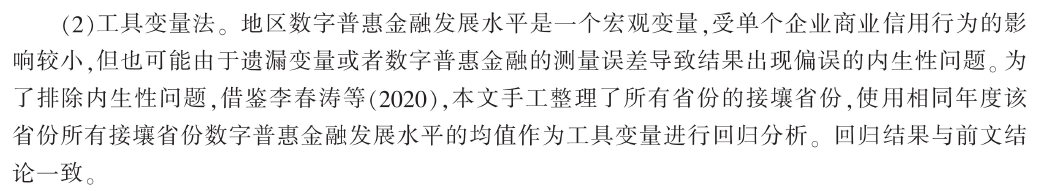 (2)工具变量法。地区数字普惠金融发展水平是一个宏观变量,受单个企业商业信用行为的影
响较小,但也可能由于遗漏变量或者数字普惠金融的测量误差导致结果出现偏误的内生性问题。为
了排除内生性问题,借鉴李春涛等(2020),本文手工整理了所有省份的接壤省份,使用相同年度该
省份所有接壤省份数字普惠金融发展水平的均值作为工具变量进行回归分析。回归结果与前文结
论一致。